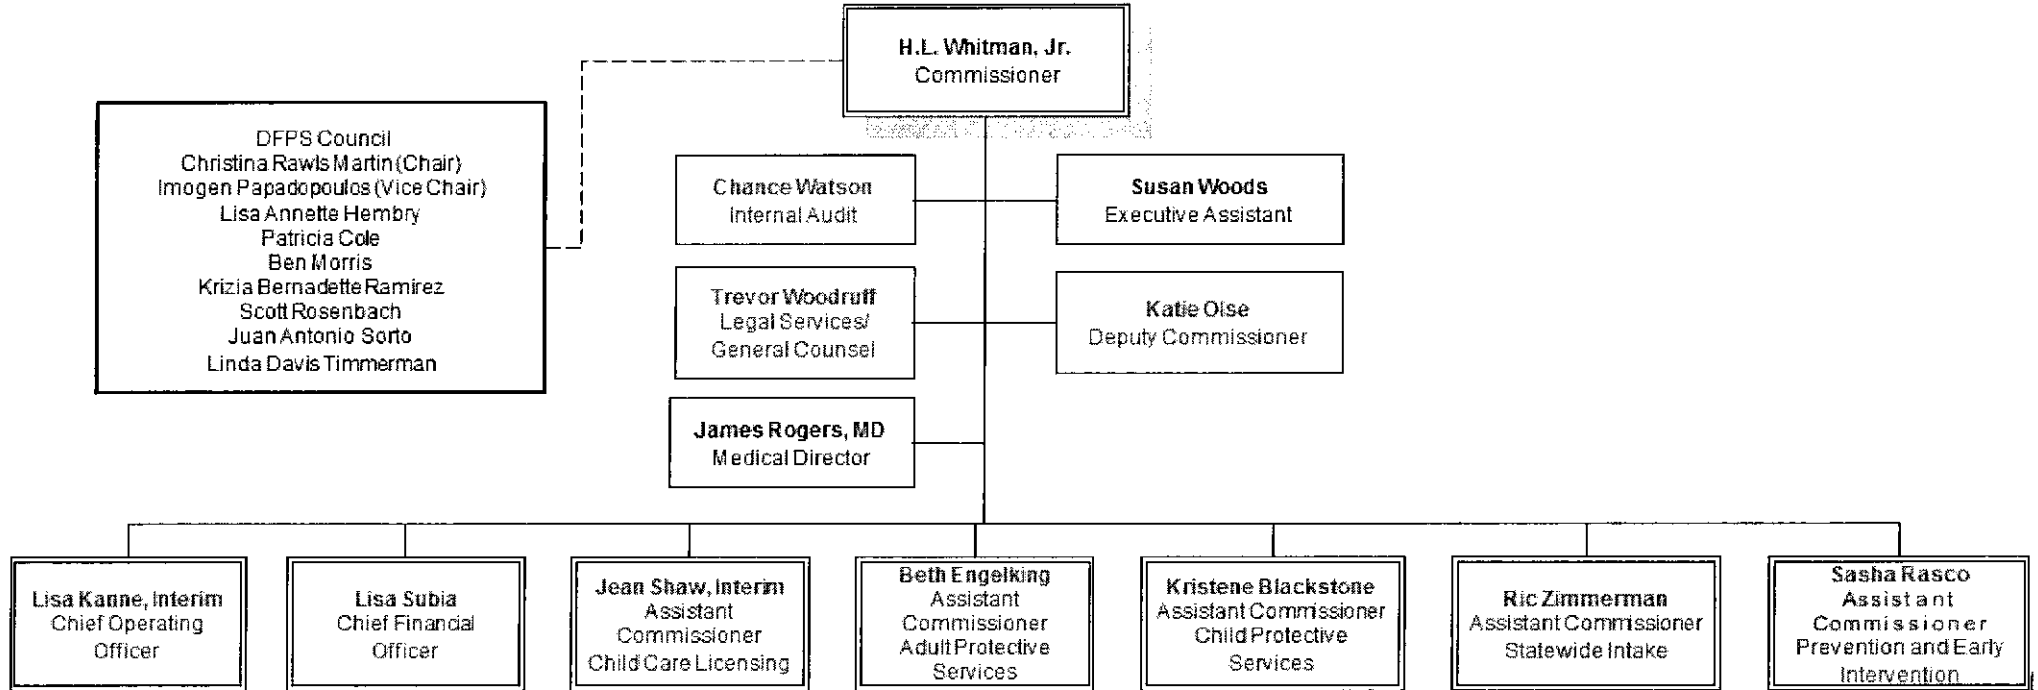 H.L. Whitman, Jr.
Commissioner
DFPS Council
Christina Rawls Martin (Chair)
Imogen Papadopoulos (Vice Chair)
Lisa Annette Hembry
Patricia Cole
Ben Morris
Krizia Bernadette Ramirez
Scott Rosenbach
Juan Antonio Sorto
Linda Davis Timmerman
Chance Watson
Internal Audit
Susan Woods
Executive Assistant
Trevor Woodruff
Legal Services/
General Counsel
Katie Olse
Deputy Commissioner
James Rogers, MD
Medical Director
Lisa Kanne, Interim
Chief Operating
Officer
Lisa Subia
Chief Financial
Officer
Jean Shaw, Interim
Assistant
Commissioner
Child Care Licensing
Beth Engelking
Assistant
Commissioner
Adult Protective
Services
Kristene Blackstone
Assistant Commissioner
Child Protective
Services
Ric Zimmerman
Assistant Commissioner
Statewide Intake
Sasha Rasco
Assistant
Commissioner
Prevention and Early
Intervention